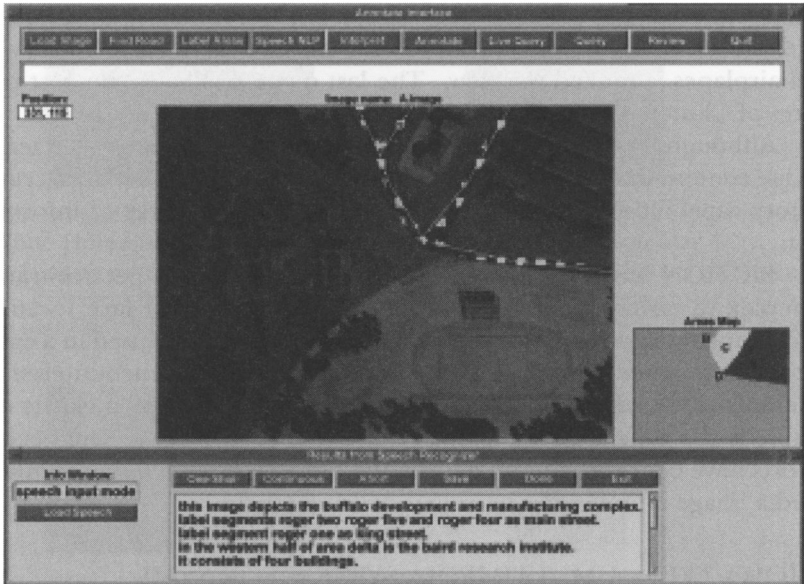 Annotate Interface
Load Image Find Road Label Areas Speech NLP Interpret Annotate Live Query Query Review Quit
Position:
Image name: A-image
Areas Map
B
C
D
Results from Speech Recognizer
Info Window:
One Shot Continuous Abort Save Done Exit
speech input mode
Load Speech
this image depicts the buffalo development and manufacturing complex.
label segments roger two roger five and roger four as main street.
label segment roger one as king street.
in the western half of area delta is the baird research institute.
it consists of four buildings.